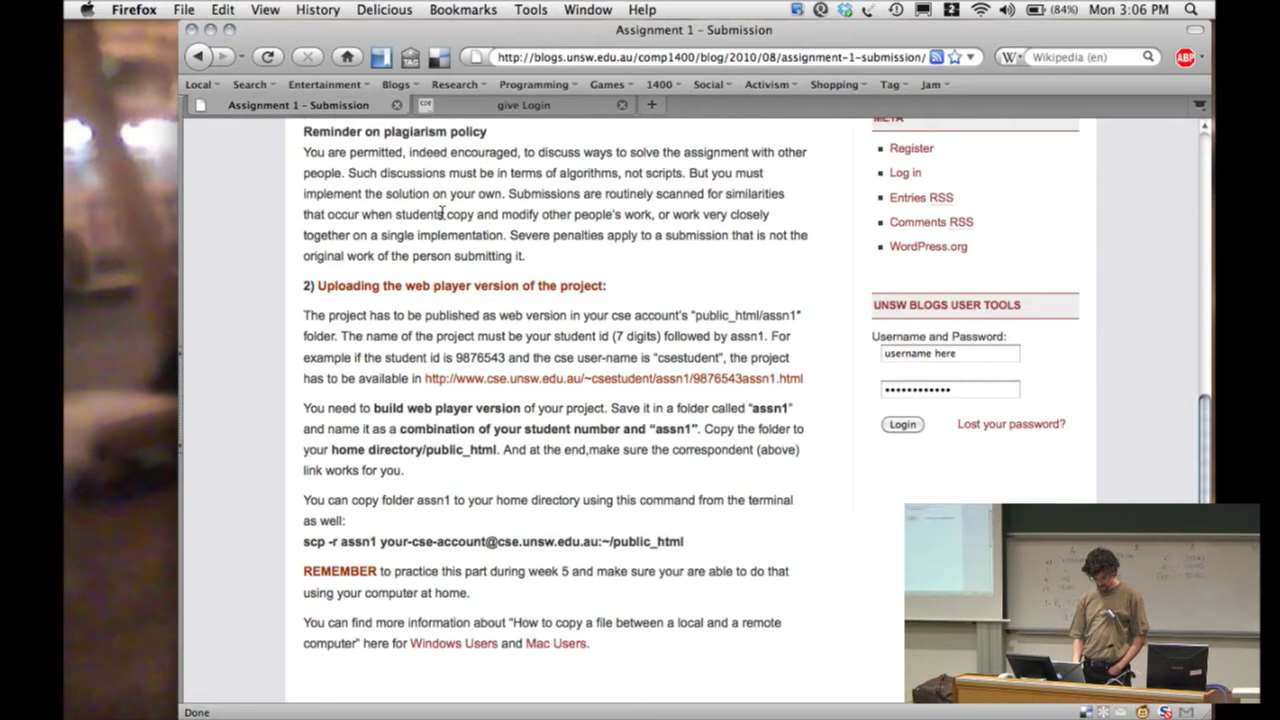 Firefox File Edit View History Delicious Bookmarks Tools Window Help (84%) Mon 3:06 PM
Assignment 1 – Submission
http://blogs.unsw.edu.au/comp1400/blog/2010/08/assignment-1-submission/ W Wikipedia (en) ABP
Local Search Entertainment Blogs Research Programming Games 1400 Social Activism Shopping Tag Jam
Assignment 1 – Submission cse give Login
Reminder on plagiarism policy
You are permitted, indeed encouraged, to discuss ways to solve the assignment with other
people. Such discussions must be in terms of algorithms, not scripts. But you must
implement the solution on your own. Submissions are routinely scanned for similarities
that occur when students copy and modify other people's work, or work very closely
together on a single implementation. Severe penalties apply to a submission that is not the
original work of the person submitting it.
2) Uploading the web player version of the project:
The project has to be published as web version in your cse account's “public_html/assn1”
folder. The name of the project must be your student id (7 digits) followed by assn1. For
example if the student id is 9876543 and the cse user-name is “csestudent”, the project
has to be available in http://www.cse.unsw.edu.au/~csestudent/assn1/9876543assn1.html
You need to build web player version of your project. Save it in a folder called “assn1”
and name it as a combination of your student number and “assn1”. Copy the folder to
your home directory/public_html. And at the end,make sure the correspondent (above)
link works for you.
You can copy folder assn1 to your home directory using this command from the terminal
as well:
scp -r assn1 your-cse-account@cse.unsw.edu.au:~/public_html
REMEMBER to practice this part during week 5 and make sure your are able to do that
using your computer at home.
You can find more information about “How to copy a file between a local and a remote
computer” here for Windows Users and Mac Users.
META
Register
Log in
Entries RSS
Comments RSS
WordPress.org
UNSW BLOGS USER TOOLS
Username and Password:
username here
Login Lost your password?
Done